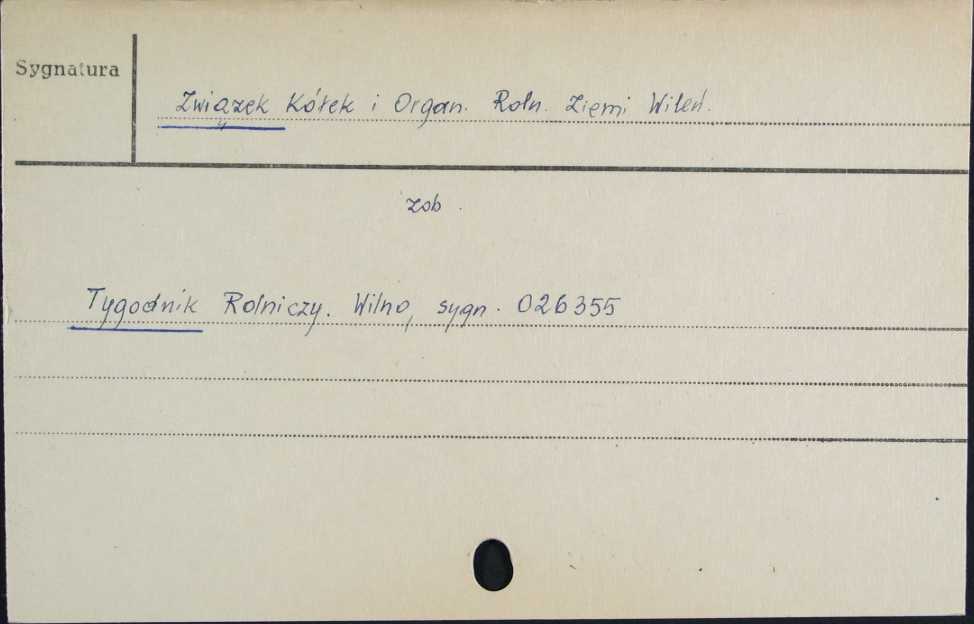 Sygnatura
Związek Kółek i Organ. Roln. Ziemi Wileń.
zob.
Tygodnik Rolniczy. Wilno, sygn. 026355